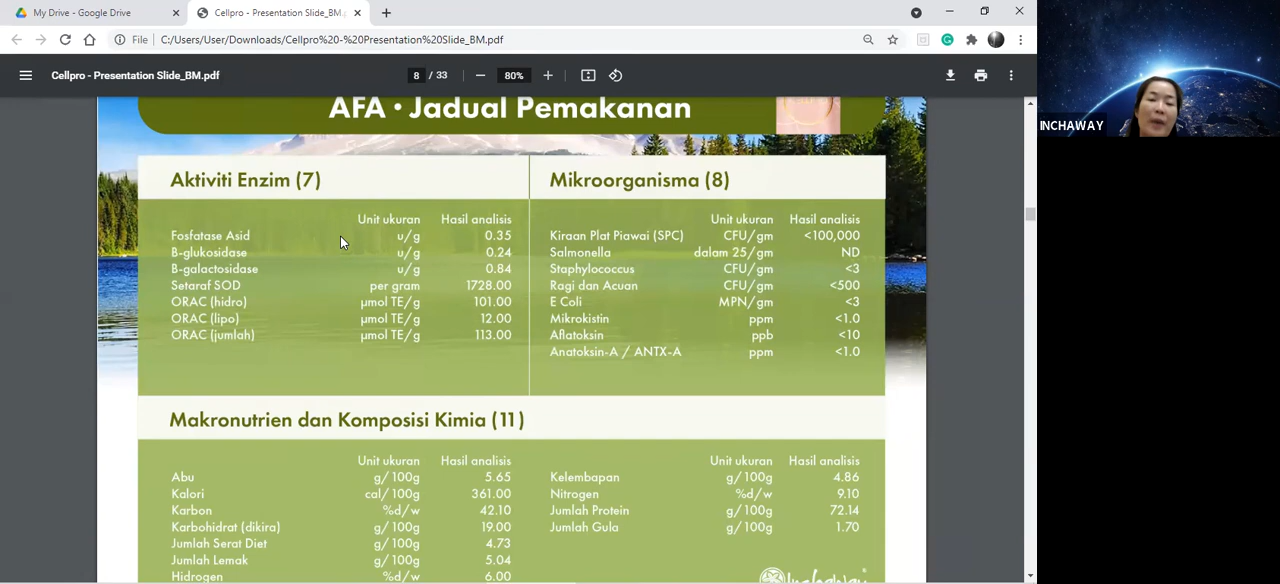 My Drive - Google Drive
Cellpro - Presentation Slide_BM.p
File
C:/Users/User/Downloads/Cellpro%20-%20Presentation%20Slide_BM.pdf
Cellpro - Presentation Slide_BM.pdf
8 / 33
80%
INCHAWAY
AFA • Jadual Pemakanan
Aktiviti Enzim (7)
Unit ukuran Hasil analisis
Fosfatase Asid u/g 0.35
B-glukosidase u/g 0.24
B-galactosidase u/g 0.84
Setaraf SOD per gram 1728.00
ORAC (hidro) µmol TE/g 101.00
ORAC (lipo) µmol TE/g 12.00
ORAC (jumlah) µmol TE/g 113.00
Mikroorganisma (8)
Unit ukuran Hasil analisis
Kiraan Plat Piawai (SPC) CFU/gm <100,000
Salmonella dalam 25/gm ND
Staphylococcus CFU/gm <3
Ragi dan Acuan CFU/gm <500
E Coli MPN/gm <3
Mikrokistin ppm <1.0
Aflatoksin ppb <10
Anatoksin-A / ANTX-A ppm <1.0
Makronutrien dan Komposisi Kimia (11)
Unit ukuran Hasil analisis
Abu g/100g 5.65
Kalori cal/100g 361.00
Karbon %d/w 42.10
Karbohidrat (dikira) g/100g 19.00
Jumlah Serat Diet g/100g 4.73
Jumlah Lemak g/100g 5.04
Hidrogen %d/w 6.00
Unit ukuran Hasil analisis
Kelembapan g/100g 4.86
Nitrogen %d/w 9.10
Jumlah Protein g/100g 72.14
Jumlah Gula g/100g 1.70
Inchaway